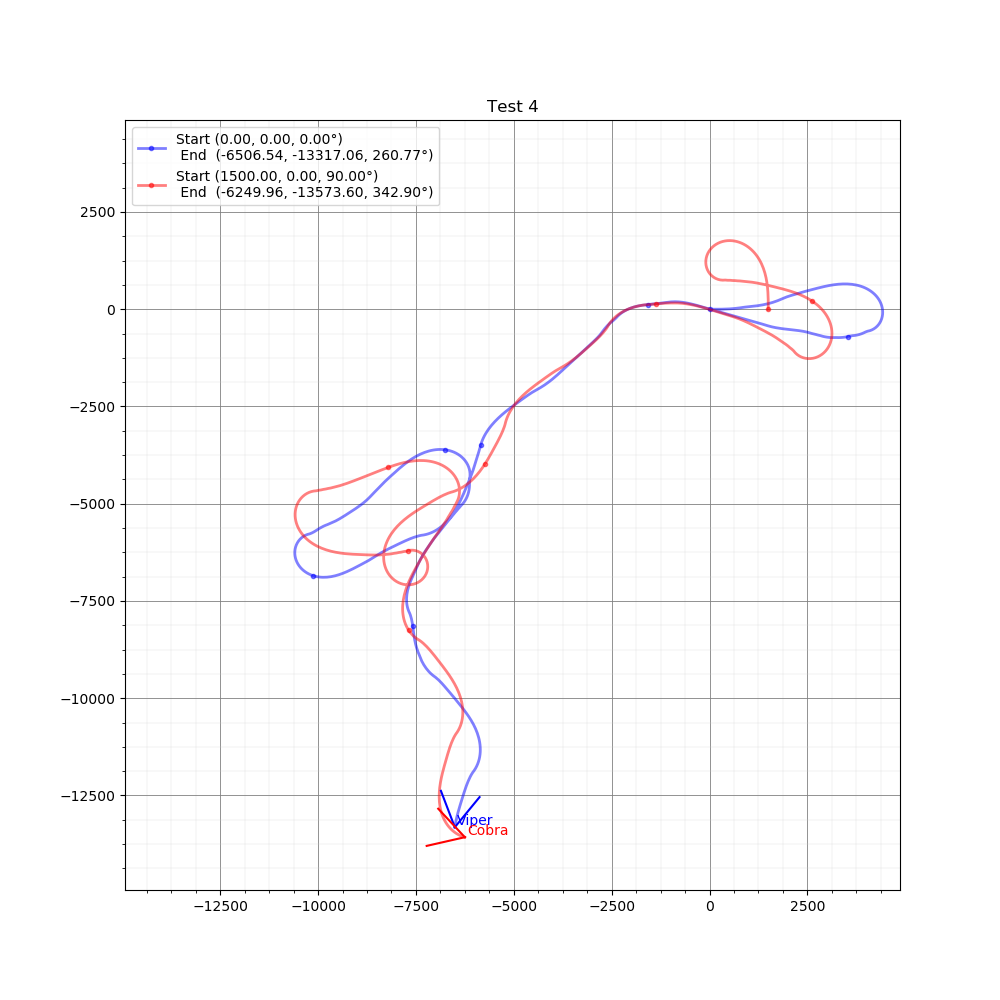 Test 4
Start (0.00, 0.00, 0.00°)
End (-6506.54, -13317.06, 260.77°)
Start (1500.00, 0.00, 90.00°)
End (-6249.96, -13573.60, 342.90°)
2500
0
−2500
−5000
−7500
−10000
−12500
Viper
Cobra
−12500 −10000 −7500 −5000 −2500 0 2500